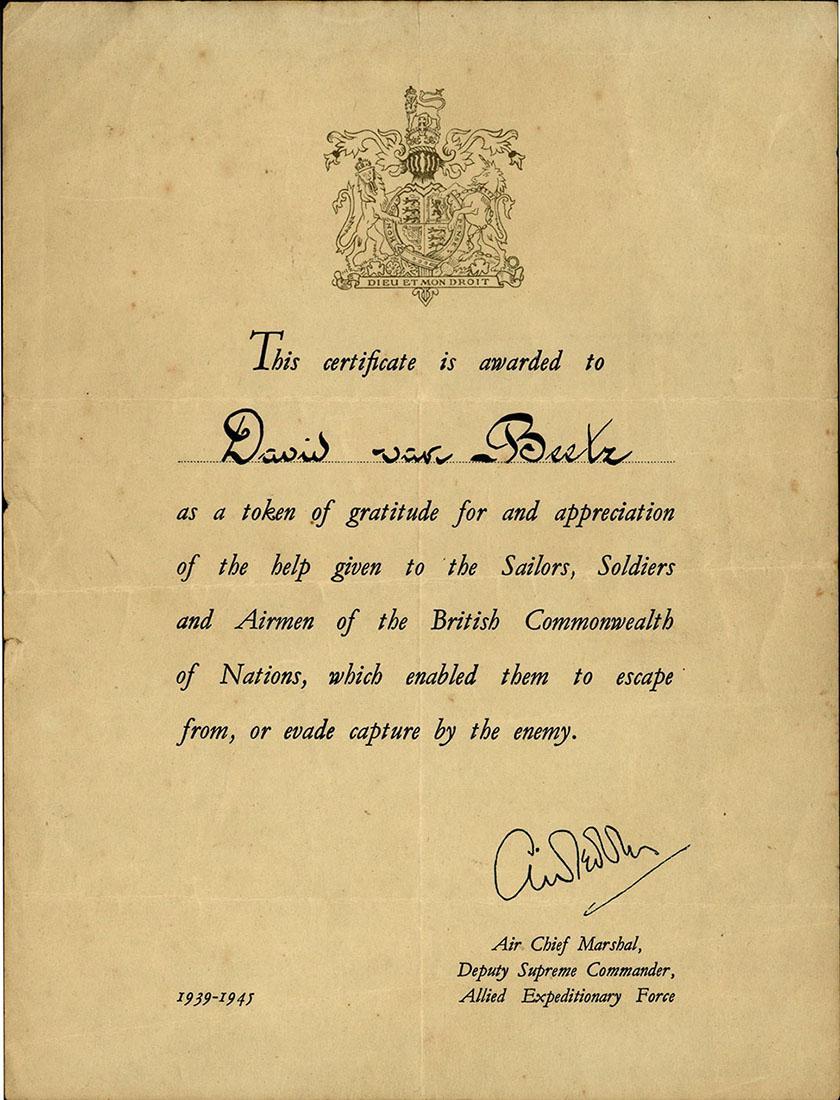 DIEU ET MON DROIT
This certificate is awarded to
David van Beetz
as a token of gratitude for and appreciation
of the help given to the Sailors, Soldiers
and Airmen of the British Commonwealth
of Nations, which enabled them to escape
from, or evade capture by the enemy.
Air Chief Marshal,
Deputy Supreme Commander,
1939-1945 Allied Expeditionary Force